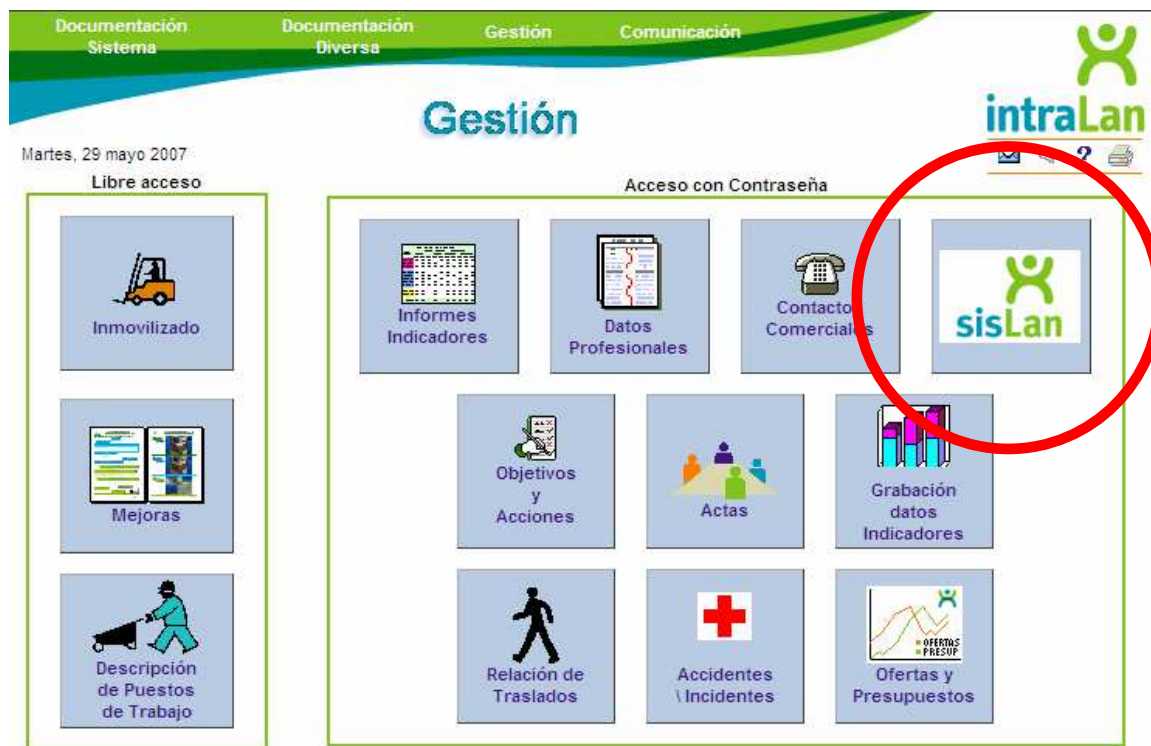 Documentación
Sistema
Documentación
Diversa
Gestión
Comunicación
Gestión
intraLan
Martes, 29 mayo 2007
?
Libre acceso
Acceso con Contraseña
Inmovilizado
Informes
Indicadores
Datos
Profesionales
Contactos
Comerciales
sisLan
Mejoras
Objetivos
y
Acciones
Actas
Grabación
datos
Indicadores
Descripción
de Puestos
de Trabajo
Relación de
Traslados
Accidentes
\ Incidentes
OFERTAS
PRESUP
Ofertas y
Presupuestos